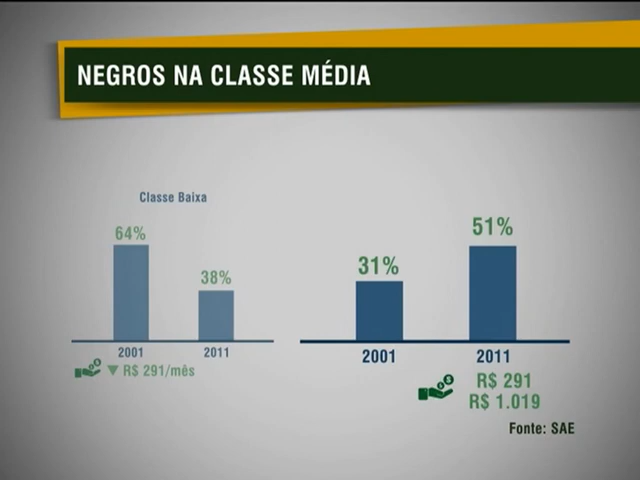 NEGROS NA CLASSE MÉDIA
Classe Baixa
64%
38%
2001
2011
▼ R$ 291/mês
31%
51%
2001
2011
R$ 291
R$ 1.019
Fonte: SAE